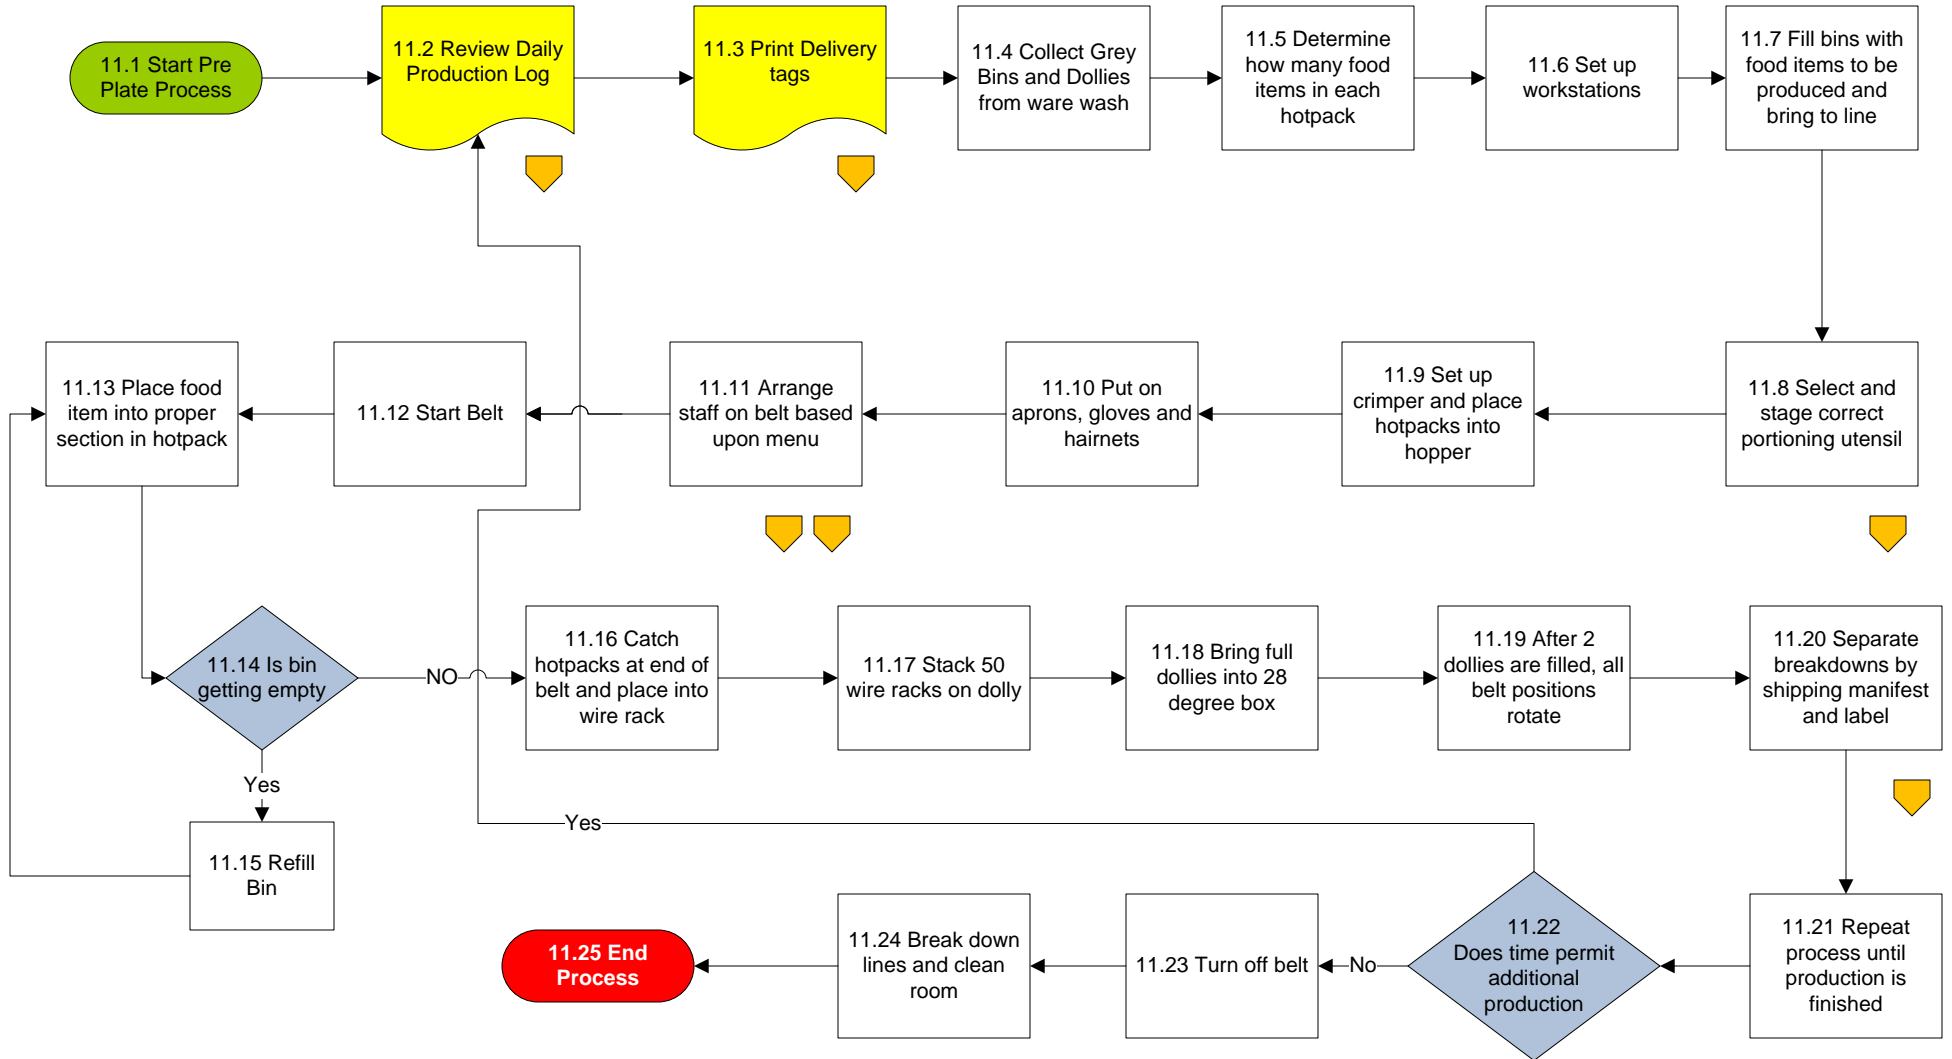 11.1 Start Pre
Plate Process
11.2 Review Daily
Production Log
11.3 Print Delivery
tags
11.4 Collect Grey
Bins and Dollies
from ware wash
11.5 Determine
how many food
items in each
hotpack
11.6 Set up
workstations
11.7 Fill bins with
food items to be
produced and
bring to line
11.8 Select and
stage correct
portioning utensil
11.9 Set up
crimper and place
hotpacks into
hopper
11.10 Put on
aprons, gloves and
hairnets
11.11 Arrange
staff on belt based
upon menu
11.12 Start Belt
11.13 Place food
item into proper
section in hotpack
11.14 Is bin
getting empty
NO
Yes
11.15 Refill
Bin
11.16 Catch
hotpacks at end of
belt and place into
wire rack
11.17 Stack 50
wire racks on dolly
11.18 Bring full
dollies into 28
degree box
11.19 After 2
dollies are filled, all
belt positions
rotate
11.20 Separate
breakdowns by
shipping manifest
and label
11.21 Repeat
process until
production is
finished
11.22
Does time permit
additional
production
Yes
No
11.23 Turn off belt
11.24 Break down
lines and clean
room
11.25 End
Process